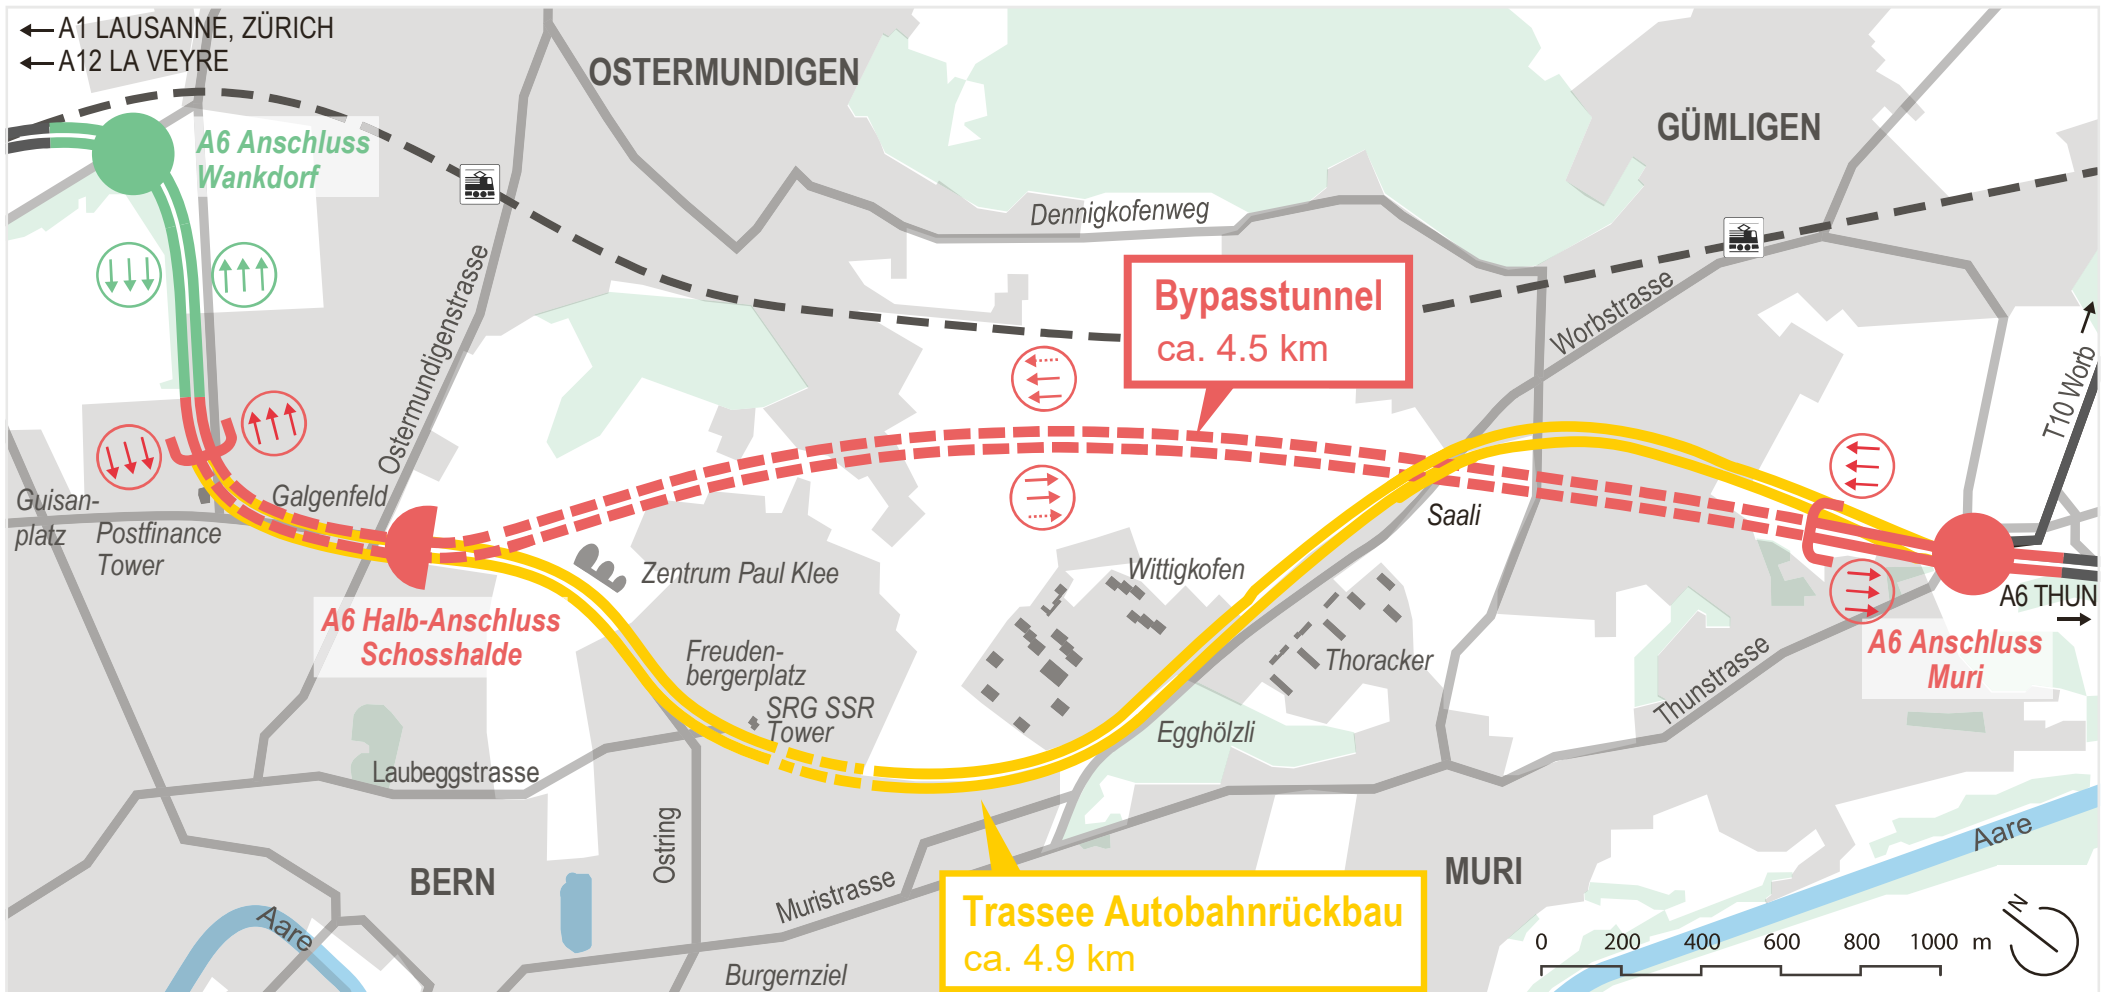 A1 LAUSANNE, ZÜRICH
A12 LA VEYRE
OSTERMUNDIGEN
GÜMLIGEN
A6 Anschluss
Wankdorf
Dennigkofenweg
Ostermundigenstrasse
Bypasstunnel
ca. 4.5 km
Worbstrasse
T10 Worb
Guisan-
platz
Postfinance
Tower
Galgenfeld
Saali
Zentrum Paul Klee
Wittigkofen
A6 THUN
A6 Halb-Anschluss
Schosshalde
A6 Anschluss
Muri
Freuden-
bergerplatz
SRG SSR
Tower
Thoracker
Thunstrasse
Egghölzli
Laubeggstrasse
Ostring
BERN
MURI
Muristrasse
Aare
Aare
Trassee Autobahnrückbau
ca. 4.9 km
Burgernziel
0 200 400 600 800 1000 m
N